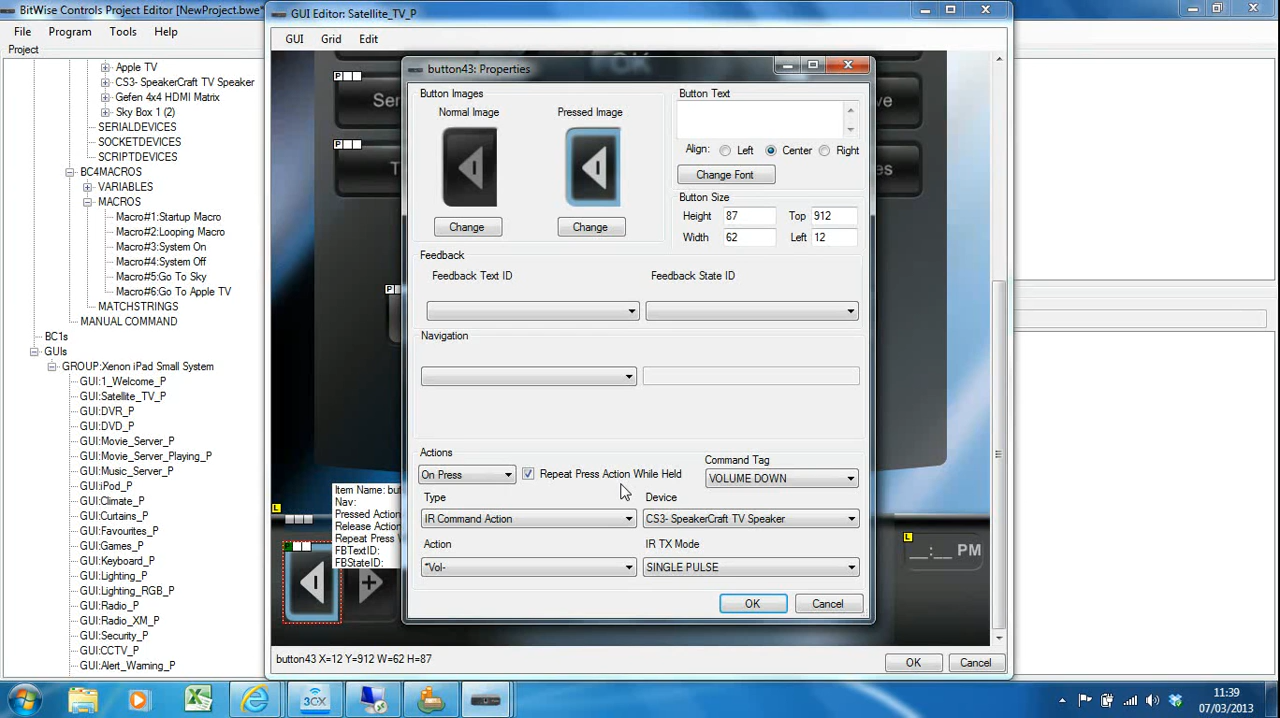 BitWise Controls Project Editor [NewProject.bwe*
File Program Tools Help
Project
Apple TV
CS3- SpeakerCraft TV Speaker
Gefen 4x4 HDMI Matrix
Sky Box 1 (2)
SERIALDEVICES
SOCKETDEVICES
SCRIPTDEVICES
BC4MACROS
VARIABLES
MACROS
Macro#1:Startup Macro
Macro#2:Looping Macro
Macro#3:System On
Macro#4:System Off
Macro#5:Go To Sky
Macro#6:Go To Apple TV
MATCHSTRINGS
MANUAL COMMAND
BC1s
GUIs
GROUP:Xenon iPad Small System
GUI:1_Welcome_P
GUI:Satellite_TV_P
GUI:DVR_P
GUI:DVD_P
GUI:Movie_Server_P
GUI:Movie_Server_Playing_P
GUI:Music_Server_P
GUI:iPod_P
GUI:Climate_P
GUI:Curtains_P
GUI:Favourites_P
GUI:Games_P
GUI:Keyboard_P
GUI:Lighting_P
GUI:Lighting_RGB_P
GUI:Radio_P
GUI:Radio_XM_P
GUI:Security_P
GUI:CCTV_P
GUI:Alert_Warning_P
GUI Editor: Satellite_TV_P
GUI Grid Edit
OK
P
Se
ve
P
T
es
P
L
Item Name: but
Nav:
Pressed Action
Release Action
Repeat Press
FBTextID:
FBStateID:
L
__:__ PM
button43 X=12 Y=912 W=62 H=87
OK Cancel
button43: Properties
Button Images
Normal Image Pressed Image
Change Change
Button Text
Align: Left Center Right
Change Font
Button Size
Height 87 Top 912
Width 62 Left 12
Feedback
Feedback Text ID Feedback State ID
Navigation
Actions
On Press Repeat Press Action While Held
Command Tag
VOLUME DOWN
Type Device
IR Command Action CS3- SpeakerCraft TV Speaker
Action IR TX Mode
*Vol- SINGLE PULSE
OK Cancel
3CX
11:39
07/03/2013